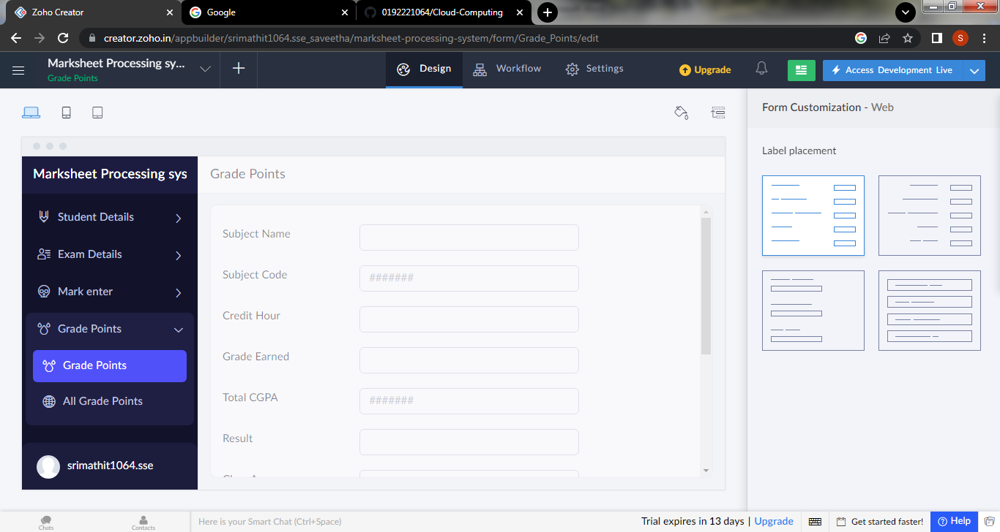 Zoho Creator
Google
0192221064/Cloud-Computing
creator.zoho.in/appbuilder/srimathit1064.sse_saveetha/marksheet-processing-system/form/Grade_Points/edit
S
Marksheet Processing sy...
Grade Points
Design
Workflow
Settings
Upgrade
Access Development Live
Form Customization - Web
Label placement
Marksheet Processing sys
Grade Points
Student Details
Exam Details
Mark enter
Grade Points
Grade Points
All Grade Points
srimathit1064.sse
Subject Name
Subject Code
#######
Credit Hour
Grade Earned
Total CGPA
#######
Result
Chats
Contacts
Here is your Smart Chat (Ctrl+Space)
Trial expires in 13 days | Upgrade
Get started faster!
Help